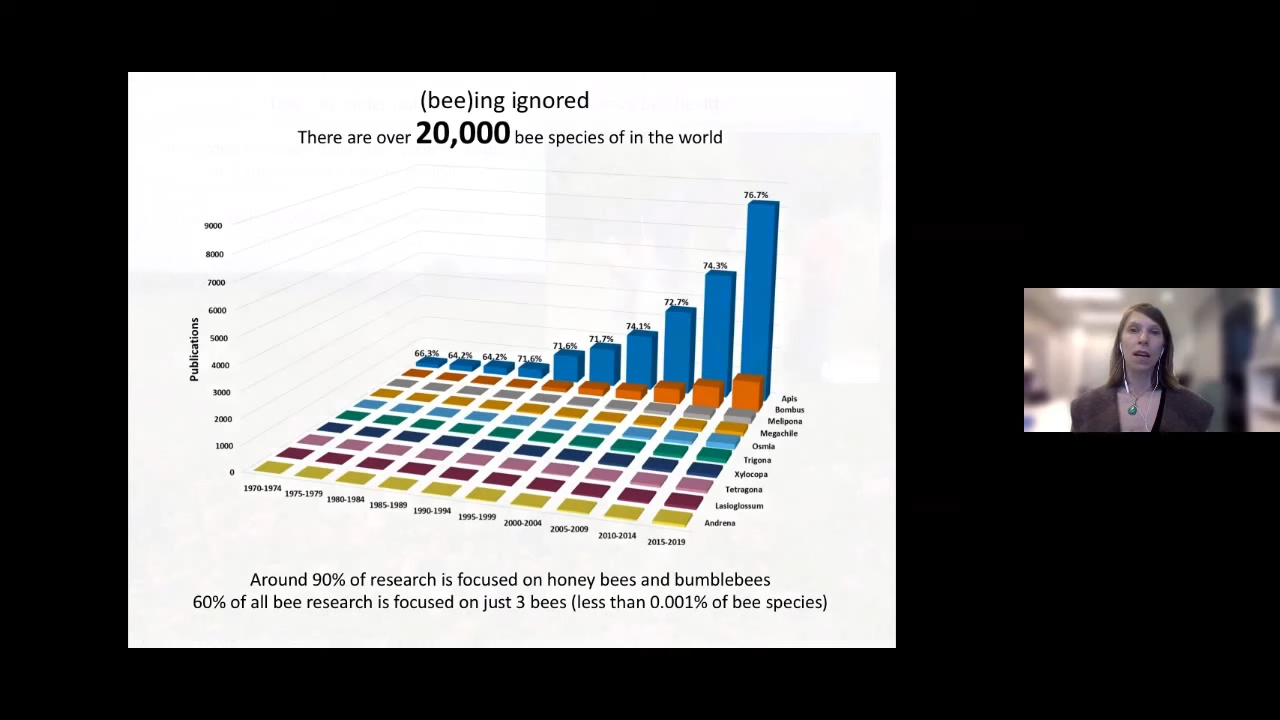 (bee)ing ignored
There are over 20,000 bee species of in the world
76.7%
74.3%
72.7%
74.1%
71.7%
71.6%
71.6%
64.2%
64.2%
66.3%
9000
8000
7000
6000
5000
4000
3000
2000
1000
0
Publications
Apis
Bombus
Melipona
Megachile
Osmia
Trigona
Xylocopa
Tetragona
Lasioglossum
Andrena
1970-1974
1975-1979
1980-1984
1985-1989
1990-1994
1995-1999
2000-2004
2005-2009
2010-2014
2015-2019
Around 90% of research is focused on honey bees and bumblebees
60% of all bee research is focused on just 3 bees (less than 0.001% of bee species)